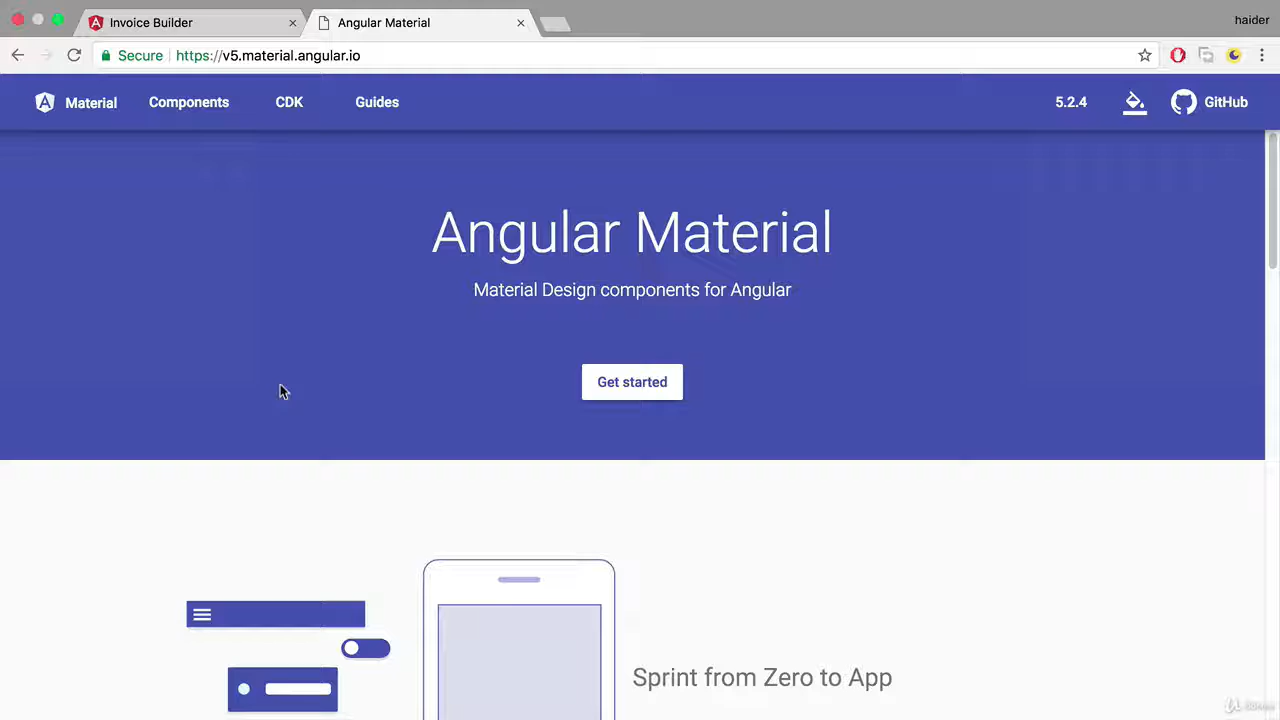 Invoice Builder
Angular Material
haider
Secure
https://v5.material.angular.io
Material
Components
CDK
Guides
5.2.4
GitHub
Angular Material
Material Design components for Angular
Get started
Sprint from Zero to App